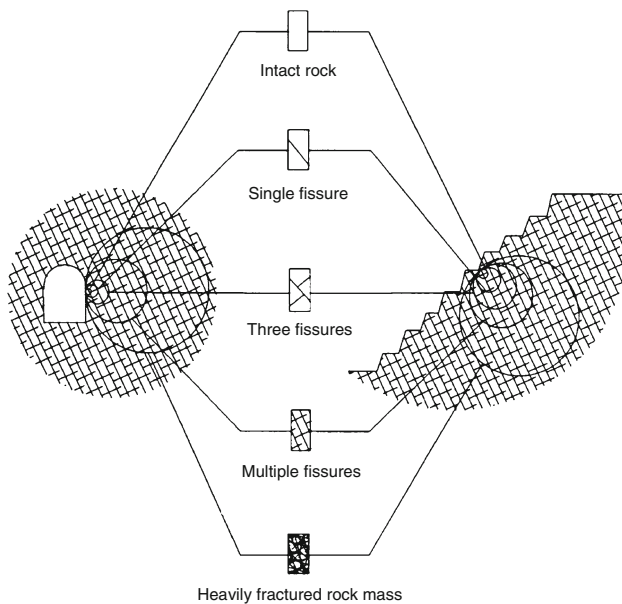 Intact rock
Single fissure
Three fissures
Multiple fissures
Heavily fractured rock mass